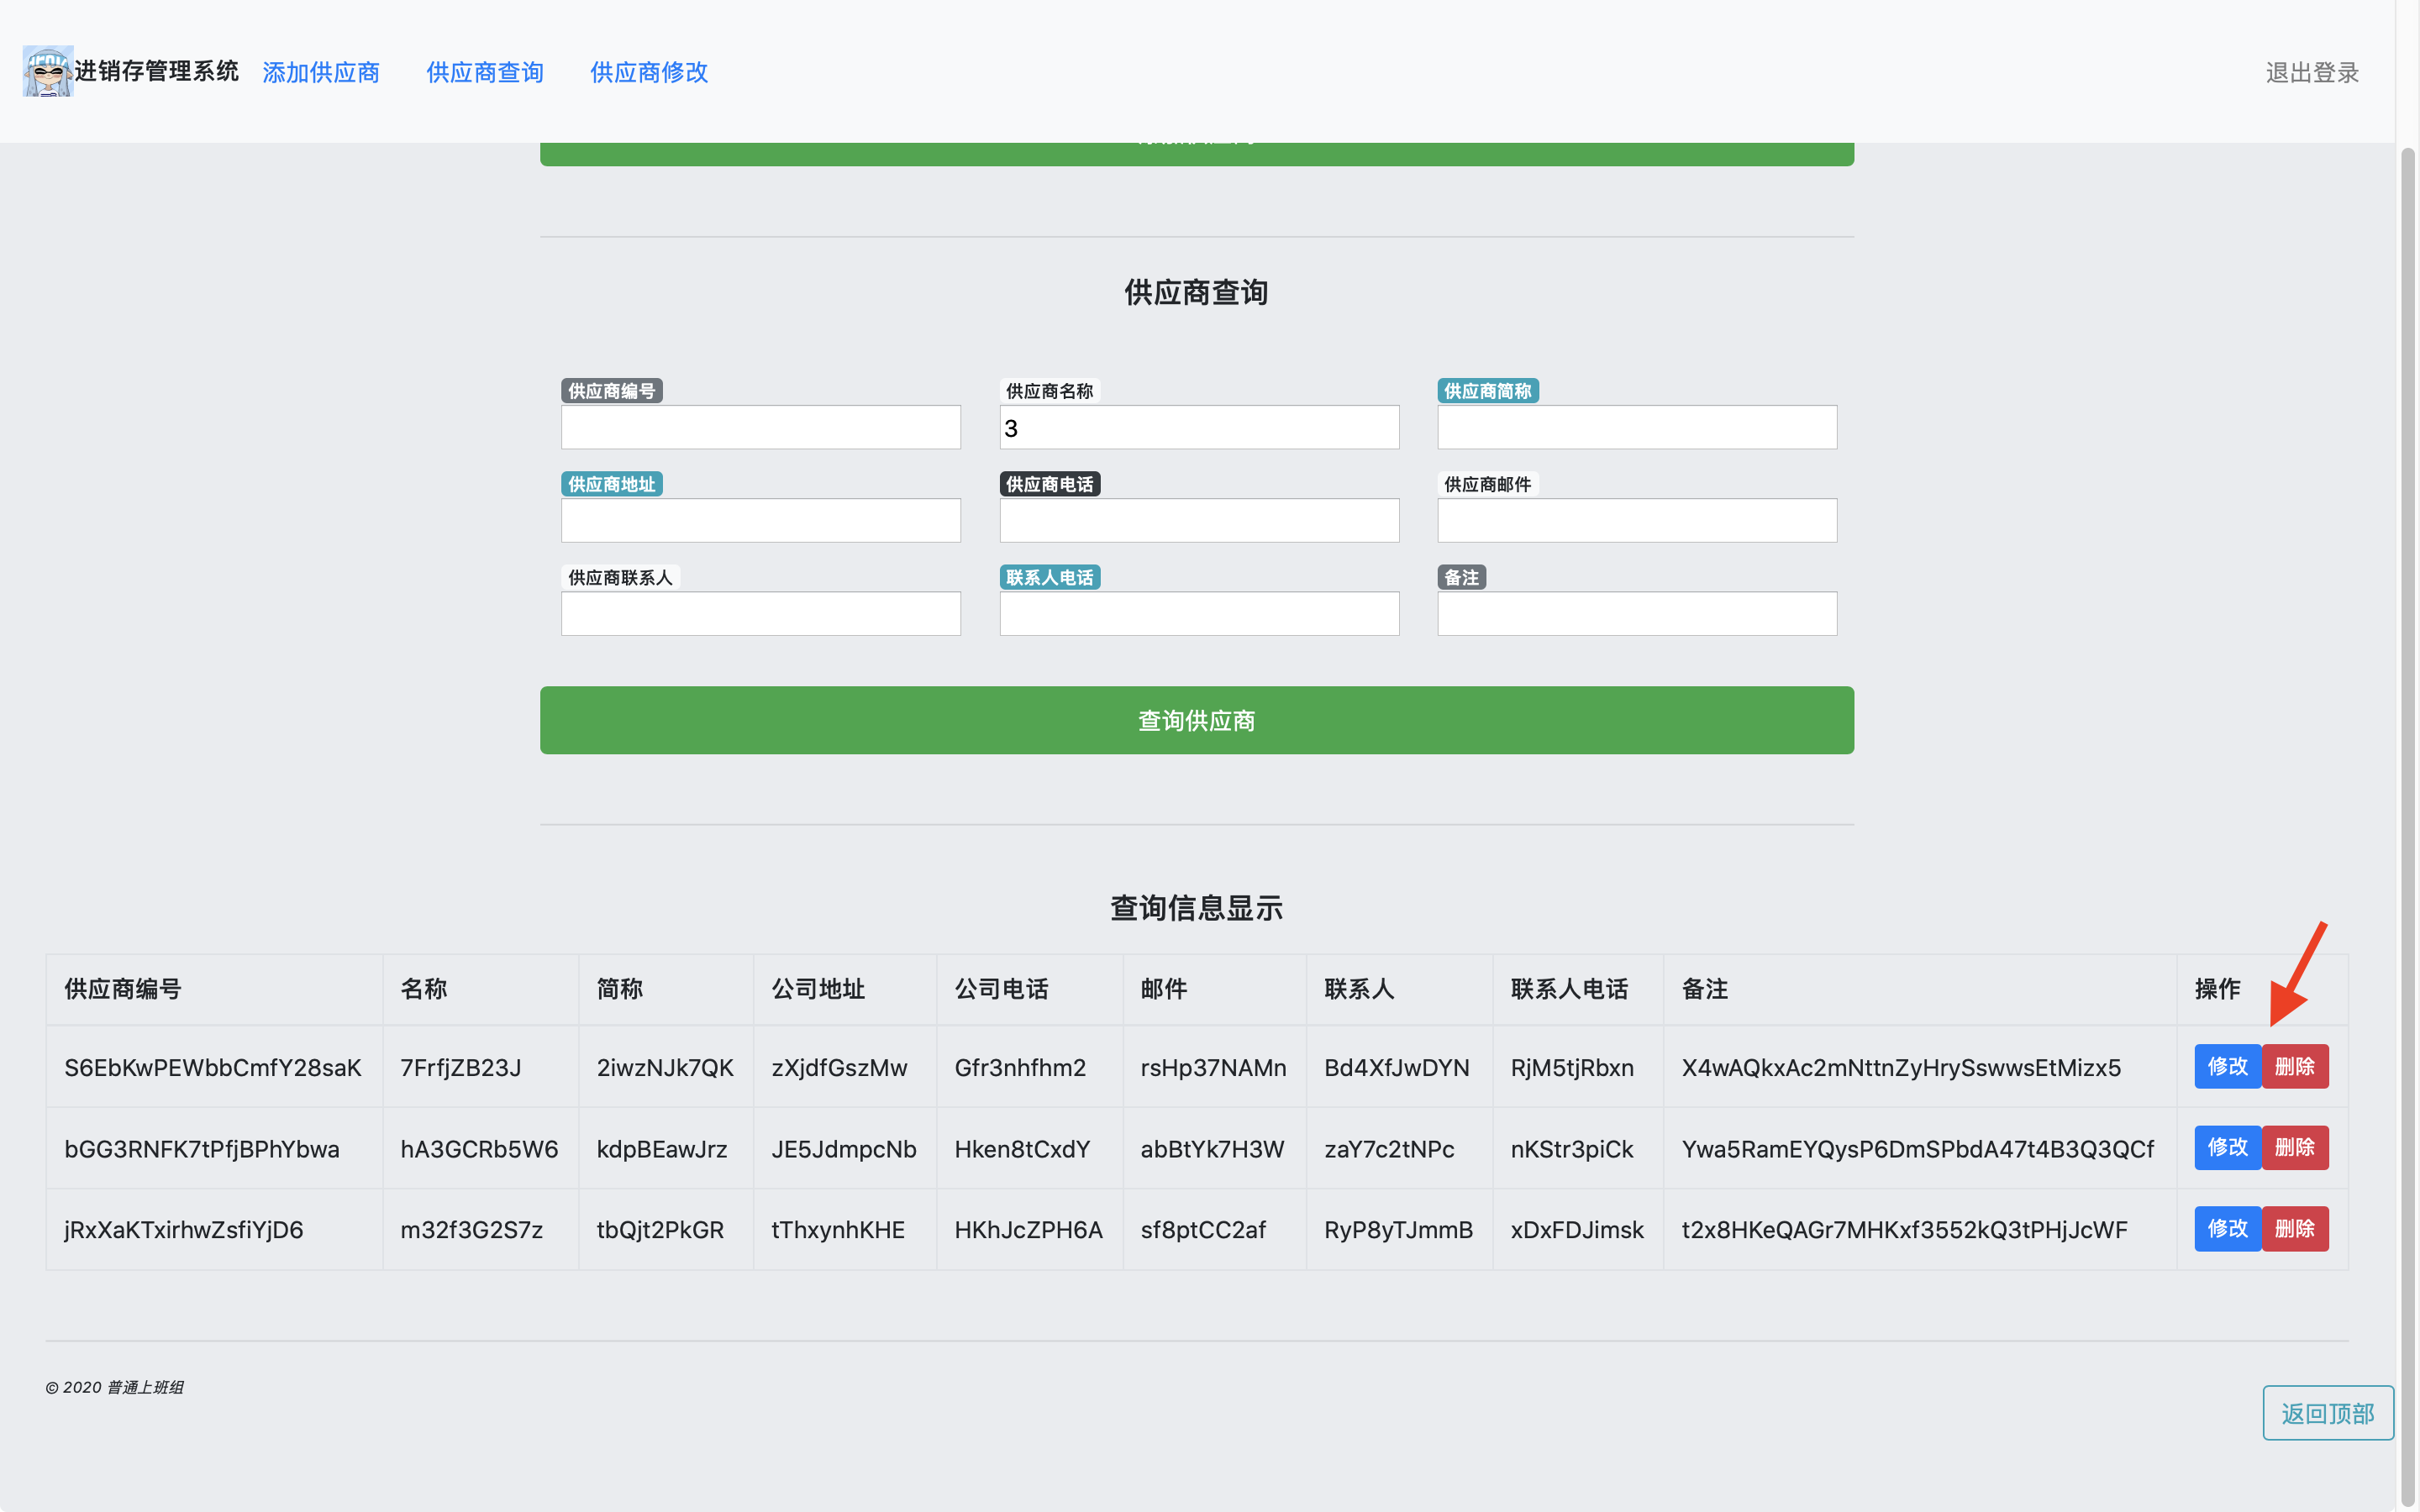 进销存管理系统 添加供应商 供应商查询 供应商修改 退出登录
供应商查询
供应商编号 供应商名称 供应商简称
3
供应商地址 供应商电话 供应商邮件
供应商联系人 联系人电话 备注
查询供应商
查询信息显示
供应商编号 名称 简称 公司地址 公司电话 邮件 联系人 联系人电话 备注 操作
S6EbKwPEWbbCmfY28saK 7FrfjZB23J 2iwzNJk7QK zXjdfGszMw Gfr3nhfhm2 rsHp37NAMn Bd4XfJwDYN RjM5tjRbxn X4wAQkxAc2mNttnZyHrySswwsEtMizx5 修改 删除
bGG3RNFK7tPfjBPhYbwa hA3GCRb5W6 kdpBEawJrz JE5JdmpcNb Hken8tCxdY abBtYk7H3W zaY7c2tNPc nKStr3piCk Ywa5RamEYQysP6DmSPbdA47t4B3Q3QCf 修改 删除
jRxXaKTxirhwZsfiYjD6 m32f3G2S7z tbQjt2PkGR tThxynhKHE HKhJcZPH6A sf8ptCC2af RyP8yTJmmB xDxFDJimsk t2x8HKeQAGr7MHKxf3552kQ3tPHjJcWF 修改 删除
© 2020 普通上班组
返回顶部